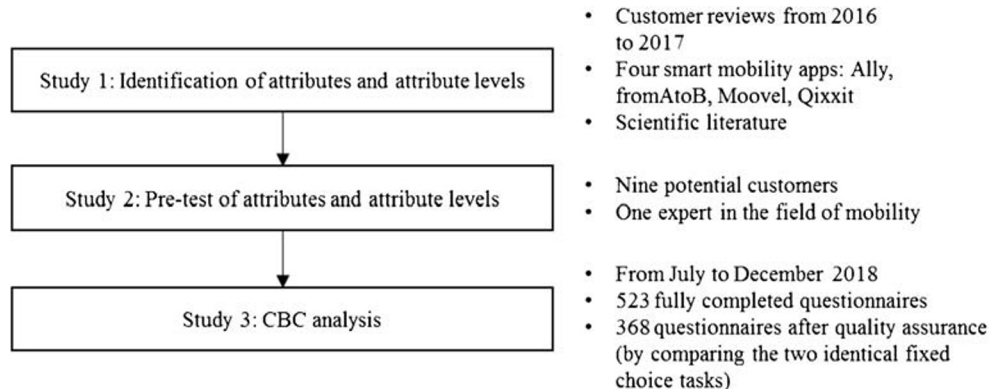 Study 1: Identification of attributes and attribute levels
• Customer reviews from 2016
to 2017
• Four smart mobility apps: Ally,
fromAtoB, Moovel, Qixxit
• Scientific literature
Study 2: Pre-test of attributes and attribute levels
• Nine potential customers
• One expert in the field of mobility
Study 3: CBC analysis
• From July to December 2018
• 523 fully completed questionnaires
• 368 questionnaires after quality assurance
(by comparing the two identical fixed
choice tasks)